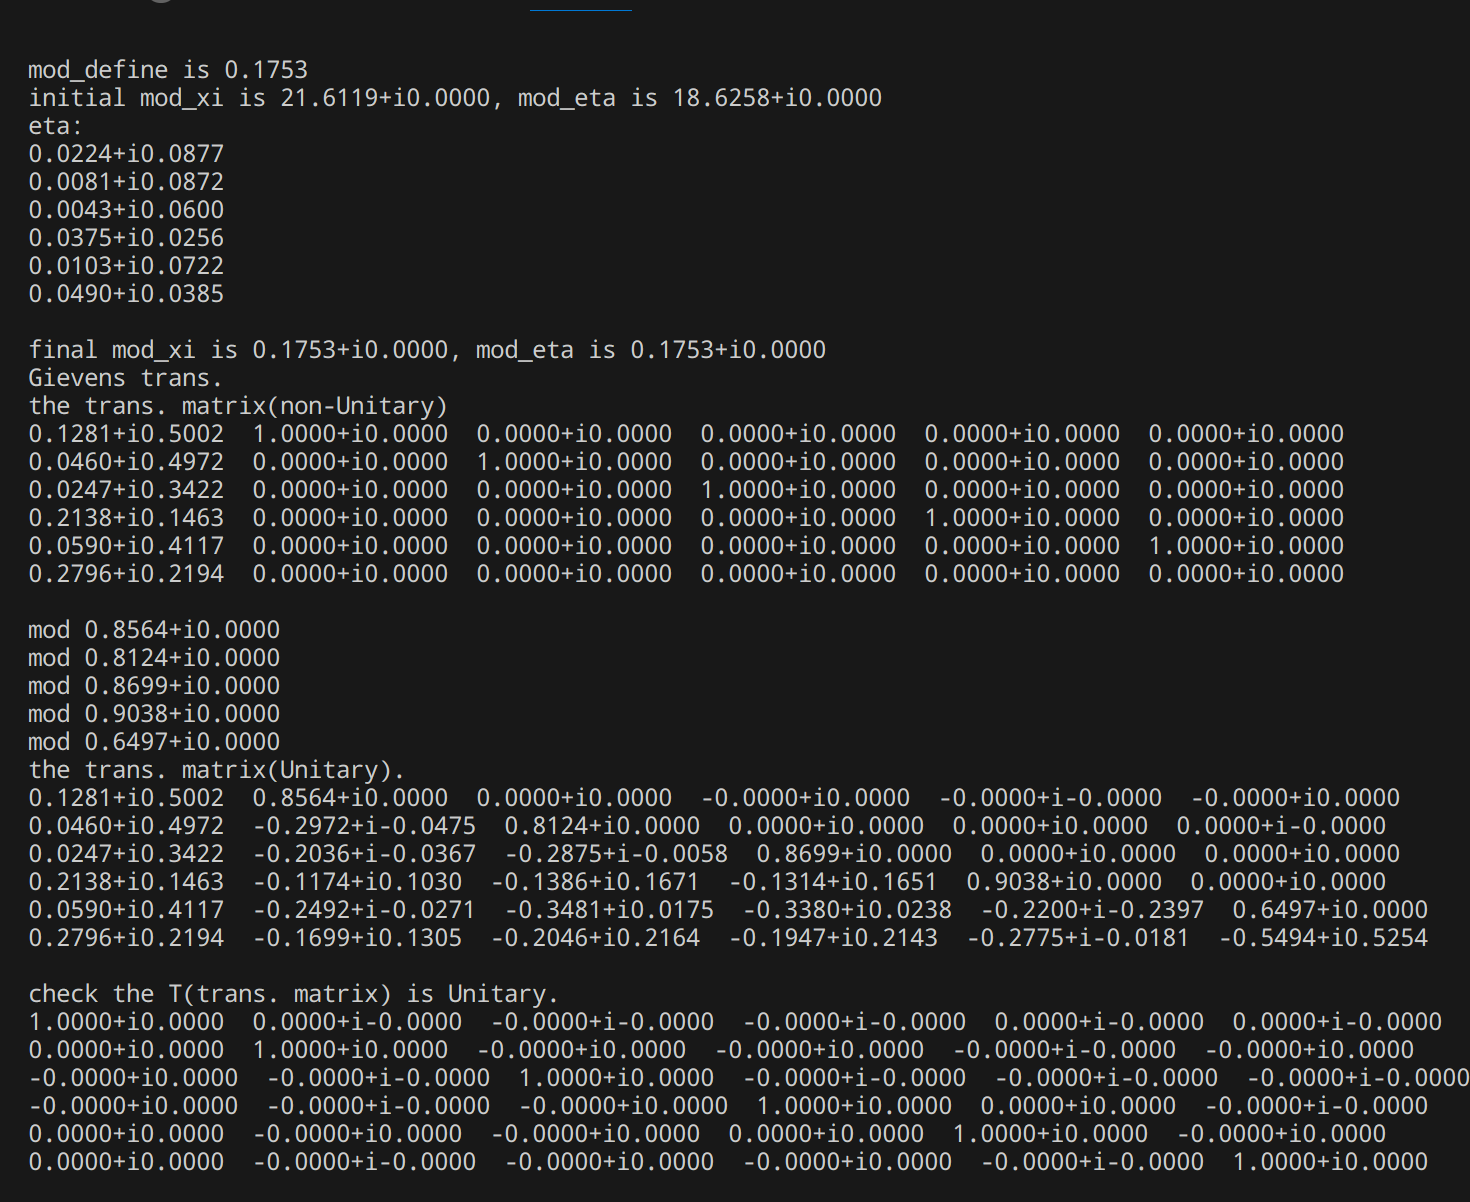 mod_define is 0.1753
initial mod_xi is 21.6119+i0.0000, mod_eta is 18.6258+i0.0000
eta:
0.0224+i0.0877
0.0081+i0.0872
0.0043+i0.0600
0.0375+i0.0256
0.0103+i0.0722
0.0490+i0.0385
final mod_xi is 0.1753+i0.0000, mod_eta is 0.1753+i0.0000
Gievens trans.
the trans. matrix(non-Unitary)
0.1281+i0.5002  1.0000+i0.0000  0.0000+i0.0000  0.0000+i0.0000  0.0000+i0.0000  0.0000+i0.0000
0.0460+i0.4972  0.0000+i0.0000  1.0000+i0.0000  0.0000+i0.0000  0.0000+i0.0000  0.0000+i0.0000
0.0247+i0.3422  0.0000+i0.0000  0.0000+i0.0000  1.0000+i0.0000  0.0000+i0.0000  0.0000+i0.0000
0.2138+i0.1463  0.0000+i0.0000  0.0000+i0.0000  0.0000+i0.0000  1.0000+i0.0000  0.0000+i0.0000
0.0590+i0.4117  0.0000+i0.0000  0.0000+i0.0000  0.0000+i0.0000  0.0000+i0.0000  1.0000+i0.0000
0.2796+i0.2194  0.0000+i0.0000  0.0000+i0.0000  0.0000+i0.0000  0.0000+i0.0000  0.0000+i0.0000
mod 0.8564+i0.0000
mod 0.8124+i0.0000
mod 0.8699+i0.0000
mod 0.9038+i0.0000
mod 0.6497+i0.0000
the trans. matrix(Unitary).
0.1281+i0.5002  0.8564+i0.0000  0.0000+i0.0000  -0.0000+i0.0000  -0.0000+i-0.0000  -0.0000+i0.0000
0.0460+i0.4972  -0.2972+i-0.0475  0.8124+i0.0000  0.0000+i0.0000  0.0000+i0.0000  0.0000+i-0.0000
0.0247+i0.3422  -0.2036+i-0.0367  -0.2875+i-0.0058  0.8699+i0.0000  0.0000+i0.0000  0.0000+i0.0000
0.2138+i0.1463  -0.1174+i0.1030  -0.1386+i0.1671  -0.1314+i0.1651  0.9038+i0.0000  0.0000+i0.0000
0.0590+i0.4117  -0.2492+i-0.0271  -0.3481+i0.0175  -0.3380+i0.0238  -0.2200+i-0.2397  0.6497+i0.0000
0.2796+i0.2194  -0.1699+i0.1305  -0.2046+i0.2164  -0.1947+i0.2143  -0.2775+i-0.0181  -0.5494+i0.5254
check the T(trans. matrix) is Unitary.
1.0000+i0.0000  0.0000+i-0.0000  -0.0000+i-0.0000  -0.0000+i-0.0000  0.0000+i-0.0000  0.0000+i-0.0000
0.0000+i0.0000  1.0000+i0.0000  -0.0000+i0.0000  -0.0000+i0.0000  -0.0000+i-0.0000  -0.0000+i0.0000
-0.0000+i0.0000  -0.0000+i-0.0000  1.0000+i0.0000  -0.0000+i-0.0000  -0.0000+i-0.0000  -0.0000+i-0.0000
-0.0000+i0.0000  -0.0000+i-0.0000  -0.0000+i0.0000  1.0000+i0.0000  0.0000+i0.0000  -0.0000+i-0.0000
0.0000+i0.0000  -0.0000+i0.0000  -0.0000+i0.0000  0.0000+i0.0000  1.0000+i0.0000  -0.0000+i0.0000
0.0000+i0.0000  -0.0000+i-0.0000  -0.0000+i0.0000  -0.0000+i0.0000  -0.0000+i-0.0000  1.0000+i0.0000